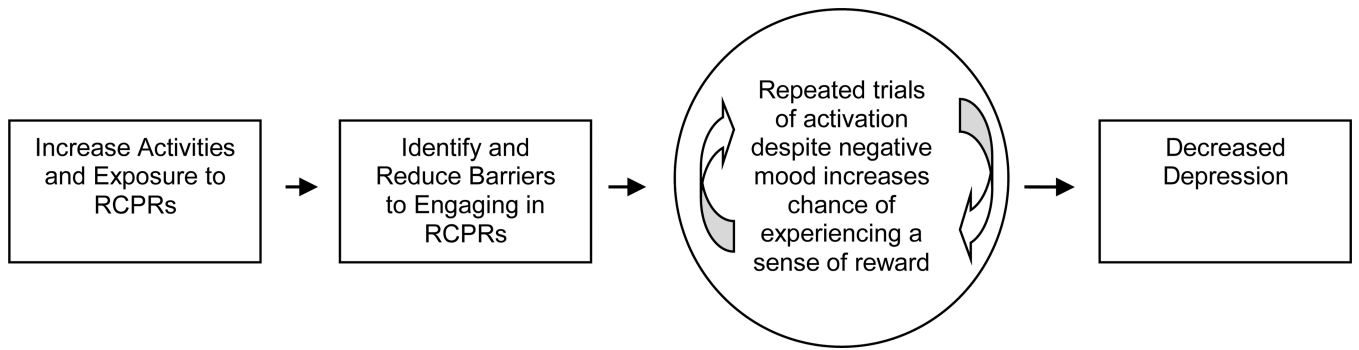 Increase Activities
and Exposure to
RCPRs
Identify and
Reduce Barriers
to Engaging in
RCPRs
Repeated trials
of activation
despite negative
mood increases
chance of
experiencing a
sense of reward
Decreased
Depression